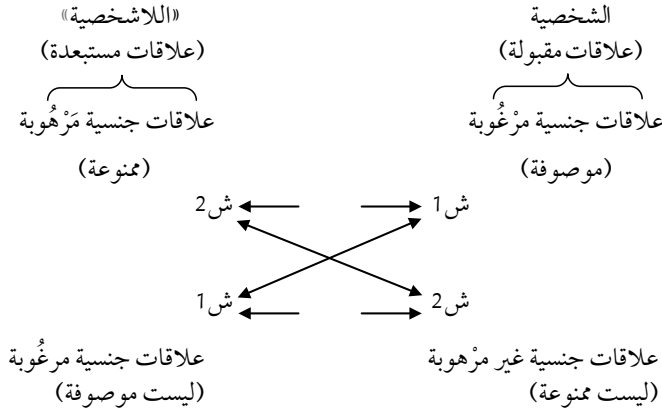 الشخصية
(علاقات مقبولة)
علاقات جنسية مرْغُوبة
(موصوفة)
«اللاشخصية»
(علاقات مستبعدة)
علاقات جنسية مَرْهُوبة
(ممنوعة)
ش1
ش2
ش2
ش1
علاقات جنسية غير مرْهوبة
(ليست ممنوعة)
علاقات جنسية مرغُوبة
(ليست موصوفة)